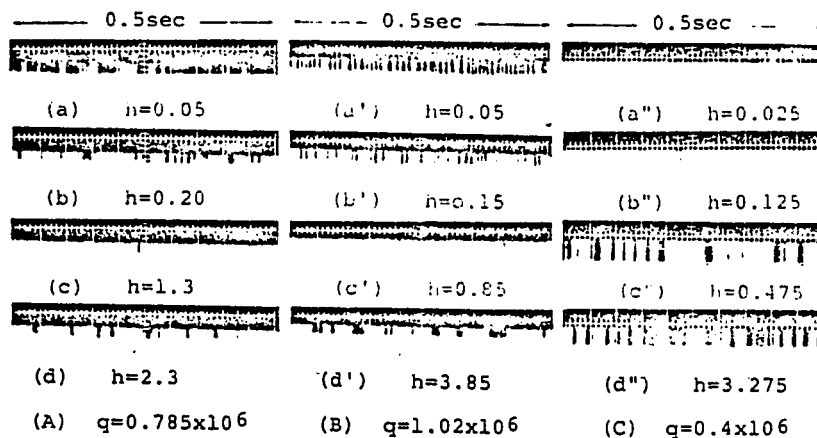 0.5sec 0.5sec 0.5sec
(a) h=0.05 (a') h=0.05 (a") h=0.025
(b) h=0.20 (b') h=0.15 (b") h=0.125
(c) h=1.3 (c') h=0.85 (c") h=0.475
(d) h=2.3 (d') h=3.85 (d") h=3.275
(A) q=0.785x10⁶ (B) q=1.02x10⁶ (C) q=0.4x10⁶